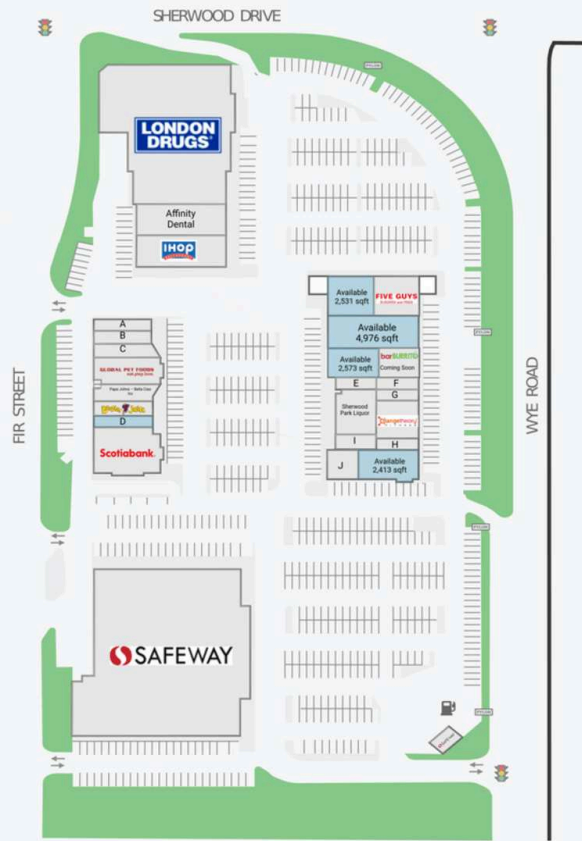 SHERWOOD DRIVE
LONDON
DRUGS
Affinity
Dental
IHOP
Available
2,531 sqft
FIVE GUYS
Available
4,976 sqft
Available
2,573 sqft
barBURRITO
Coming Soon
A
B
C
GLOBAL PET FOODS
D
Scotiabank
E
F
G
Sherwood
Park Liquor
H
I
J
Available
2,413 sqft
FIR STREET
WYE ROAD
SAFEWAY